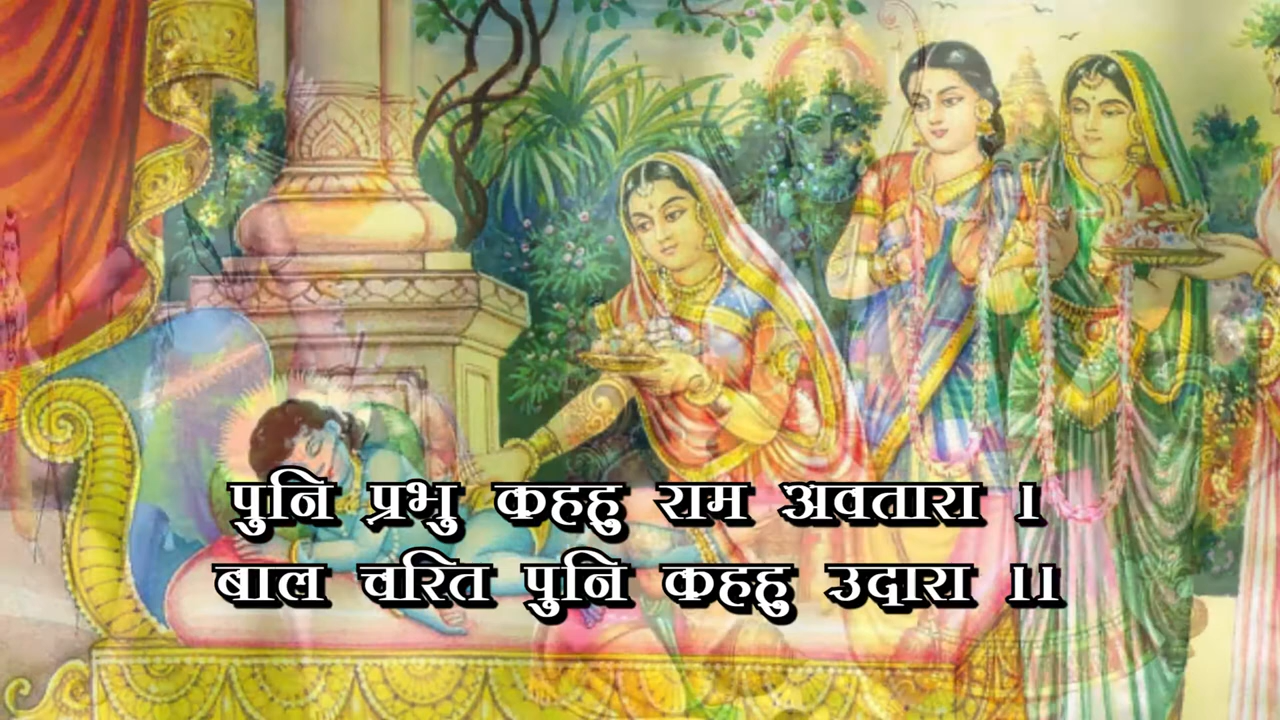 पुनि प्रभु कहहु राम अवतारा ।
बाल चरित पुनि कहहु उदारा ।।